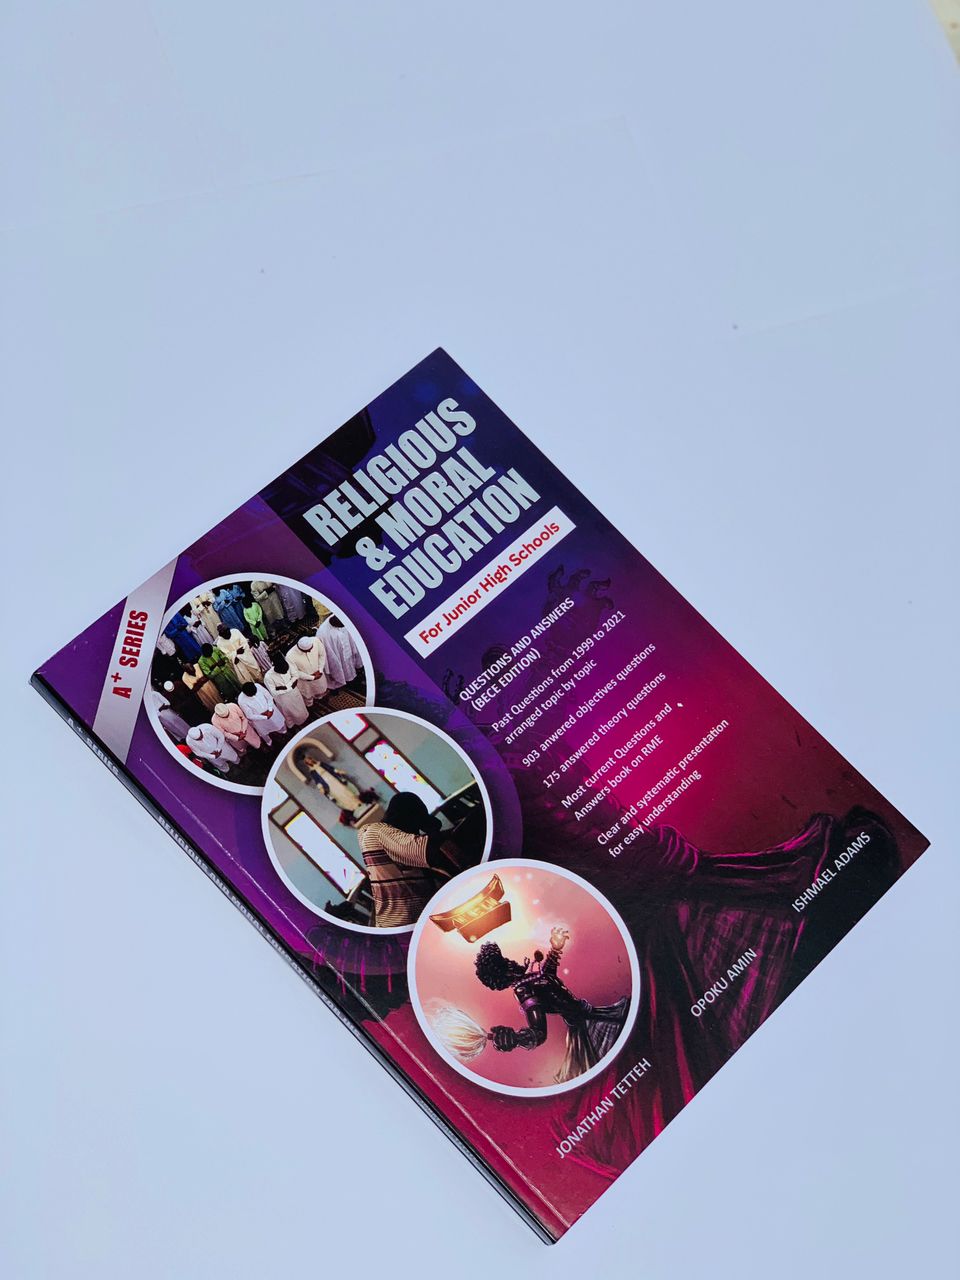 A+ SERIES
RELIGIOUS
& MORAL
EDUCATION
For Junior High Schools
QUESTIONS AND ANSWERS
(BECE EDITION)
Past Questions from 1999 to 2021
arranged topic by topic
903 anwered objectives questions
175 answered theory questions
Most current Questions and
Answers book on RME
Clear and systematic presentation
for easy understanding
JONATHAN TETTEH
OPOKU AMIN
ISHMAEL ADAMS